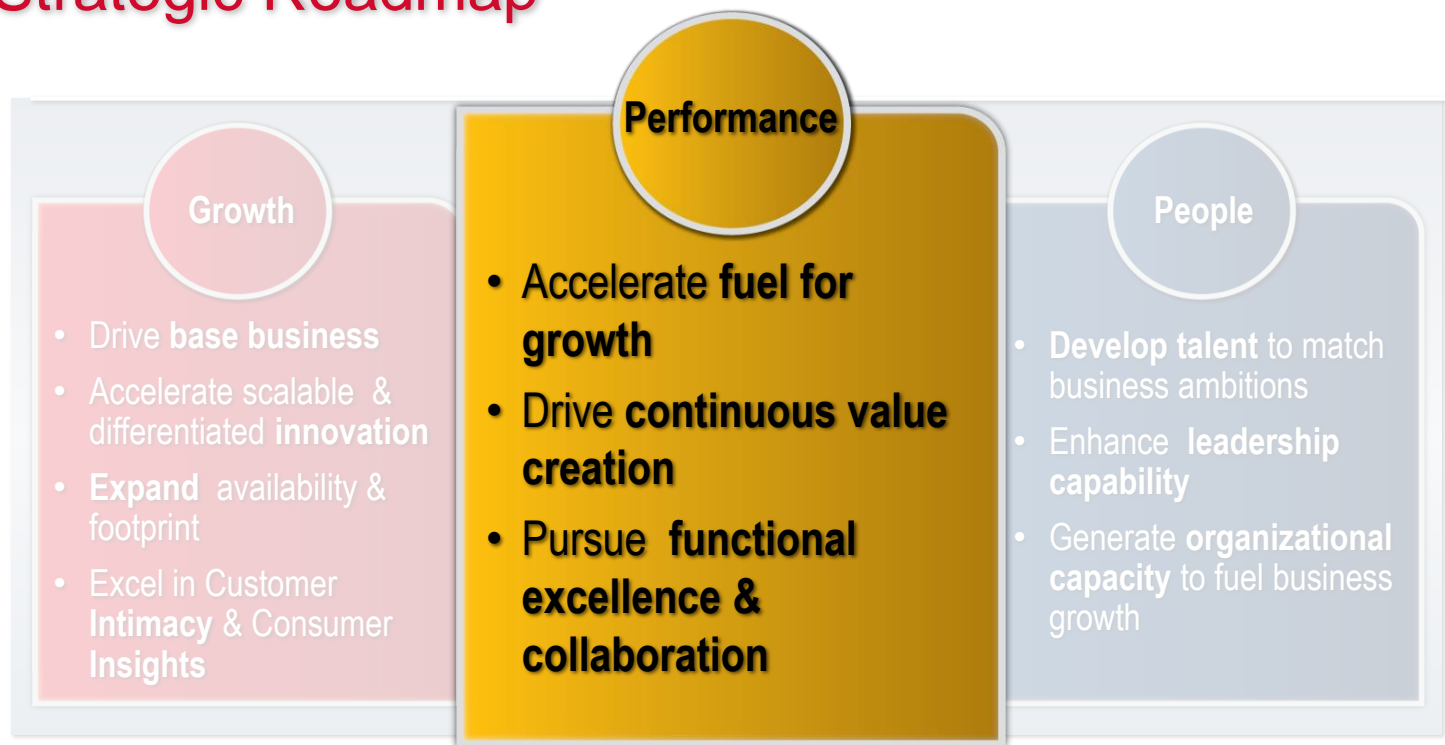 Strategic Roadmap
Growth
• Drive base business
• Accelerate scalable &
differentiated innovation
• Expand availability &
footprint
• Excel in Customer
Intimacy & Consumer
Insights
Performance
• Accelerate fuel for
growth
• Drive continuous value
creation
• Pursue functional
excellence &
collaboration
People
• Develop talent to match
business ambitions
• Enhance leadership
capability
• Generate organizational
capacity to fuel business
growth